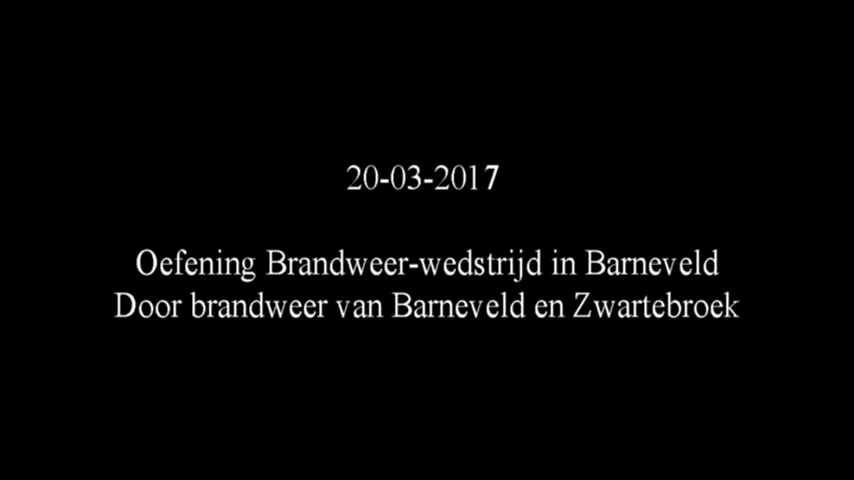 20-03-2017
Oefening Brandweer-wedstrijd in Barneveld
Door brandweer van Barneveld en Zwartebroek